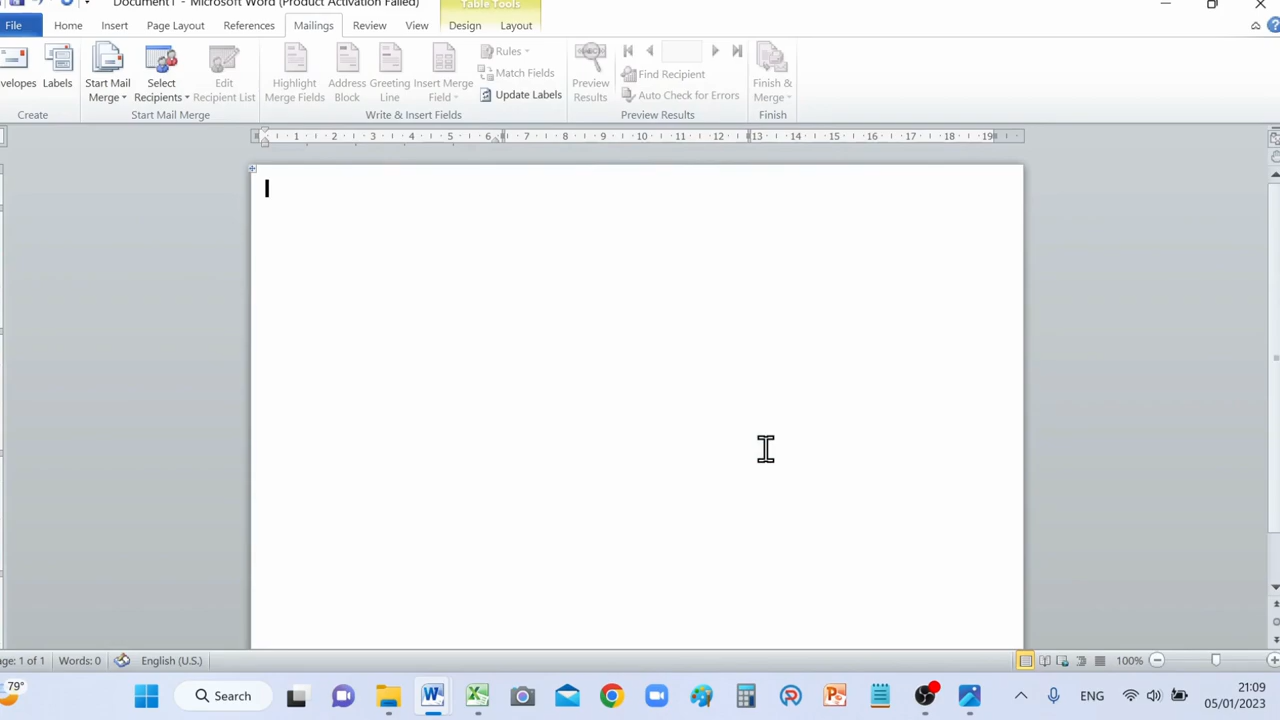 Document1 - Microsoft Word (Product Activation Failed)
Table Tools
File Home Insert Page Layout References Mailings Review View Design Layout
Envelopes
Labels
Start Mail
Merge
Select
Recipients
Edit
Recipient List
Highlight
Merge Fields
Address
Block
Greeting
Line
Insert Merge
Field
Rules
Match Fields
Update Labels
Preview
Results
Find Recipient
Auto Check for Errors
Finish &
Merge
Create Start Mail Merge Write & Insert Fields Preview Results Finish
1 2 3 4 5 6 7 8 9 10 11 12 13 14 15 16 17 18 19
age: 1 of 1 Words: 0 English (U.S.) 100%
79° Search ENG 21:09
05/01/2023